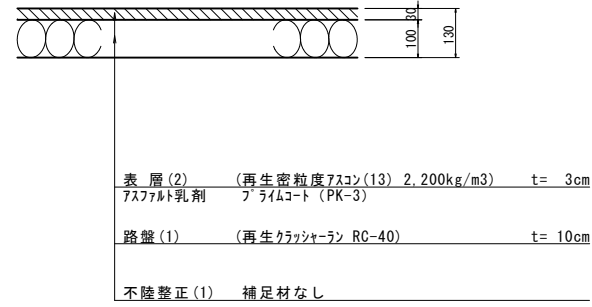 30
100
130
表 層(2) (再生密粒度アスコン(13) 2,200kg/m3) t= 3cm
アスファルト乳剤 プライムコート(PK-3)
路盤(1) (再生クラッシャーラン RC-40) t= 10cm
不陸整正(1) 補足材なし